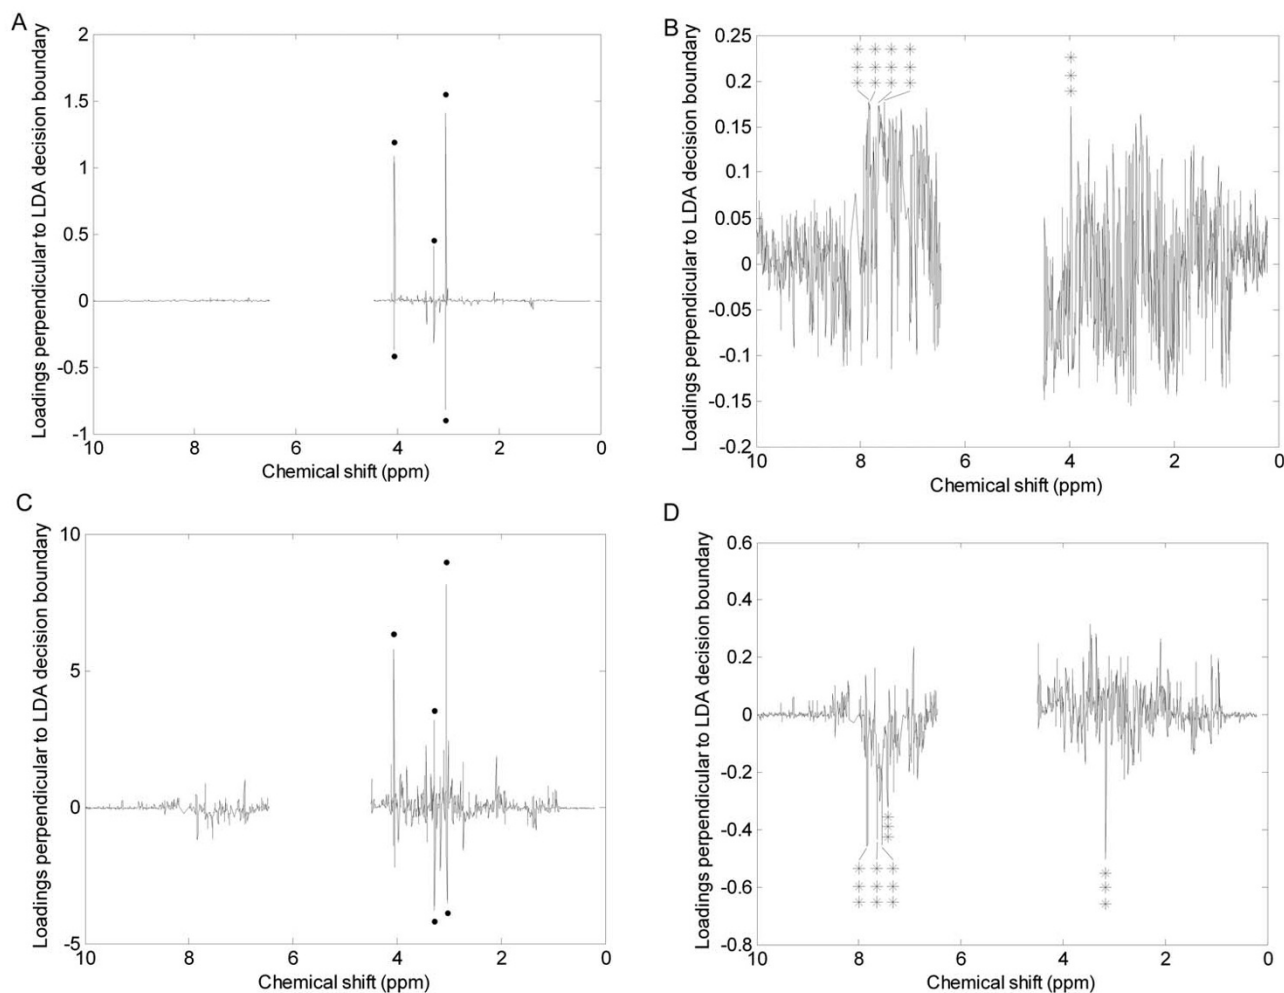 A
Loadings perpendicular to LDA decision boundary
2
1.5
1
0.5
0
-0.5
-1
10 8 6 4 2 0
Chemical shift (ppm)
B
Loadings perpendicular to LDA decision boundary
0.25
0.2
0.15
0.1
0.05
0
-0.05
-0.1
-0.15
-0.2
10 8 6 4 2 0
Chemical shift (ppm)
C
Loadings perpendicular to LDA decision boundary
10
5
0
-5
10 8 6 4 2 0
Chemical shift (ppm)
D
Loadings perpendicular to LDA decision boundary
0.6
0.4
0.2
0
-0.2
-0.4
-0.6
-0.8
10 8 6 4 2 0
Chemical shift (ppm)